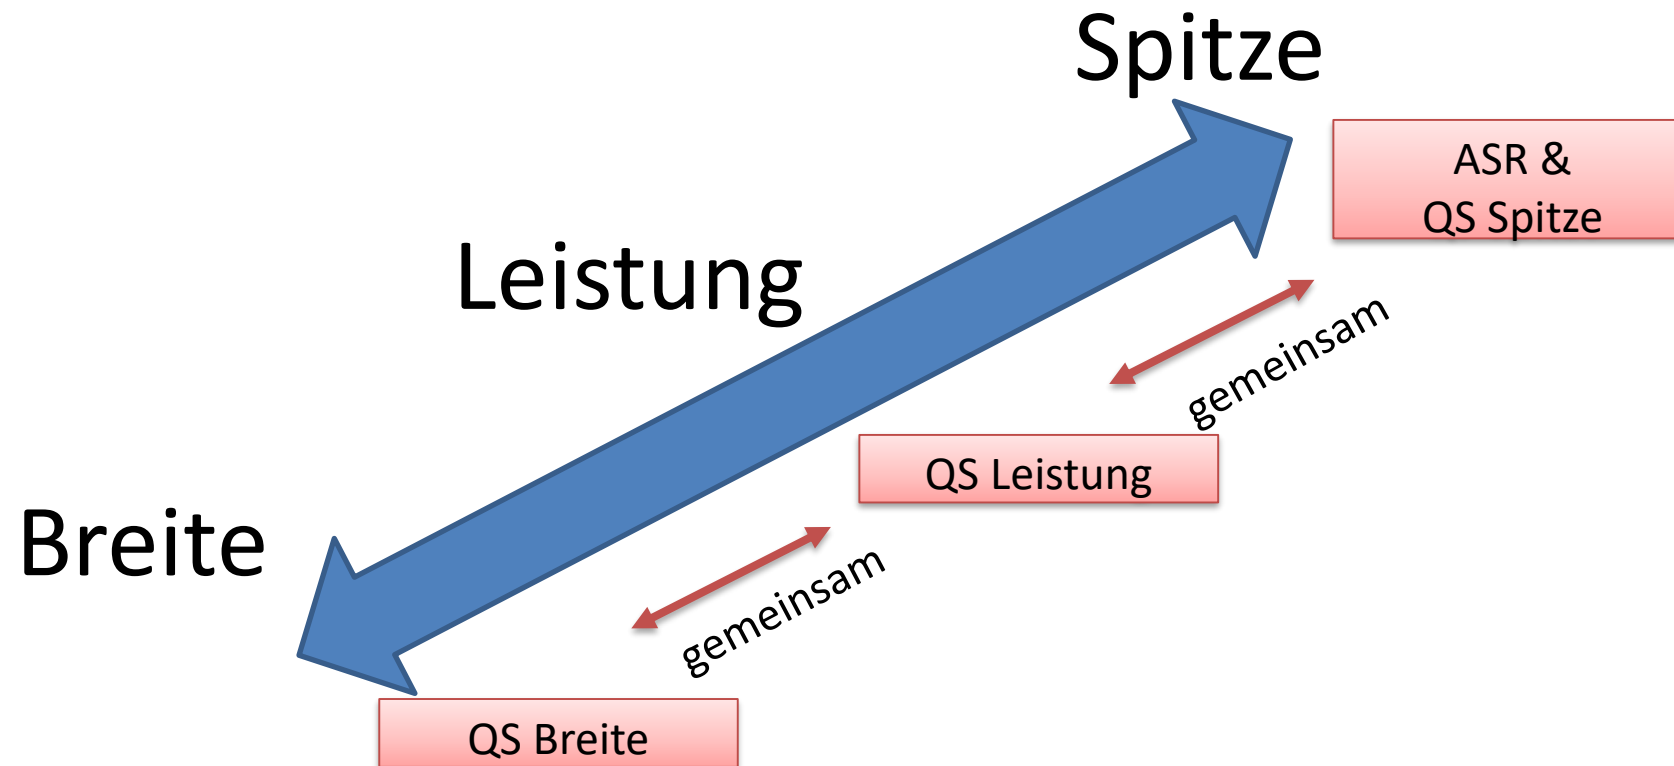 Spitze
ASR &
QS Spitze
Leistung
gemeinsam
QS Leistung
Breite
gemeinsam
QS Breite